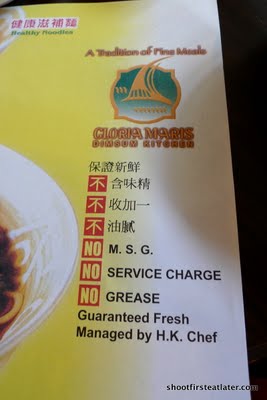 健康滋補麵
Healthy Noodles
A Tradition of Fine Meals
GLORIA MARIS
DIMSUM KITCHEN
保證新鮮
不 含味精
不 收加一
不 油膩
NO M. S. G.
NO SERVICE CHARGE
NO GREASE
Guaranteed Fresh
Managed by H.K. Chef
shootfirsteatlater.com